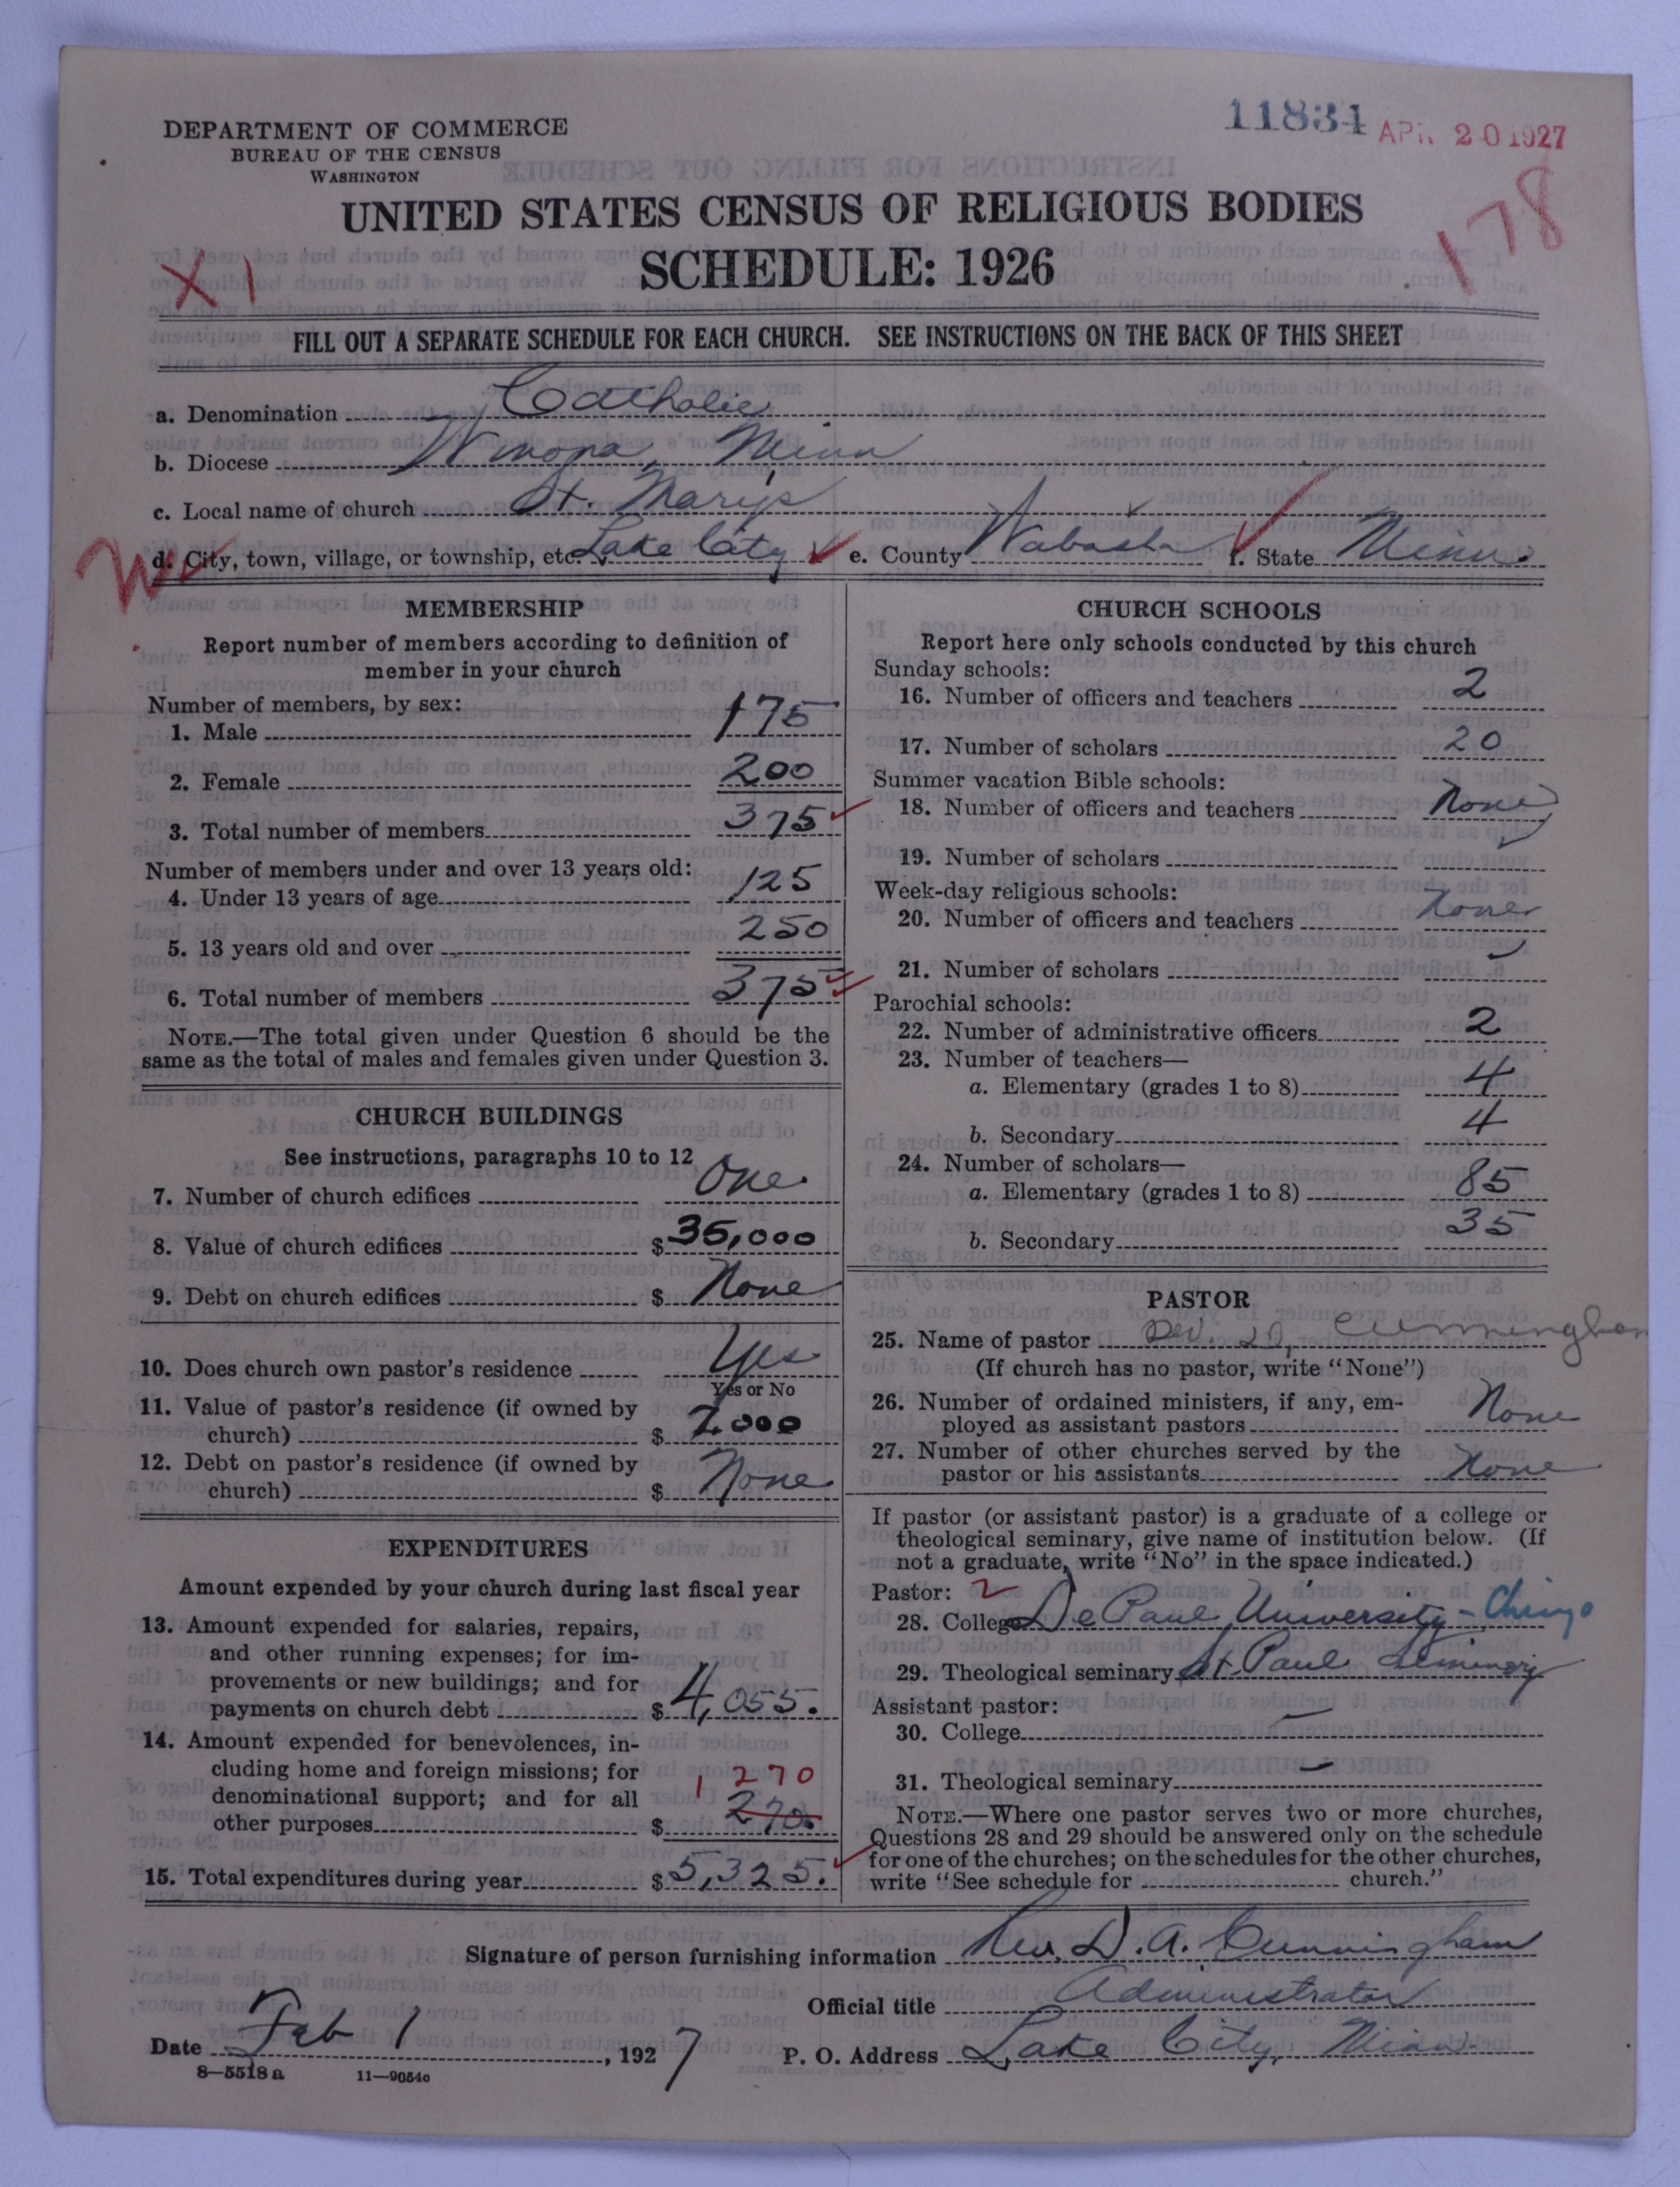 11834 APR 20 1927
DEPARTMENT OF COMMERCE
BUREAU OF THE CENSUS
WASHINGTON
UNITED STATES CENSUS OF RELIGIOUS BODIES
178
X1
SCHEDULE: 1926
FILL OUT A SEPARATE SCHEDULE FOR EACH CHURCH. SEE INSTRUCTIONS ON THE BACK OF THIS SHEET
a. Denomination Catholic
b. Diocese Winona, Minn
c. Local name of church St. Mary's
d. City, town, village, or township, etc. Lake City e. County Wabasha f. State Minn.
MEMBERSHIP
Report number of members according to definition of
member in your church
Number of members, by sex:
1. Male 175
2. Female 200
3. Total number of members 375
Number of members under and over 13 years old:
4. Under 13 years of age 125
5. 13 years old and over 250
6. Total number of members 375
NOTE.—The total given under Question 6 should be the
same as the total of males and females given under Question 3.
CHURCH BUILDINGS
See instructions, paragraphs 10 to 12
7. Number of church edifices One
8. Value of church edifices $ 35,000
9. Debt on church edifices $ None
10. Does church own pastor's residence Yes
Yes or No
11. Value of pastor's residence (if owned by
church) $ 2.000
12. Debt on pastor's residence (if owned by
church) $ None
EXPENDITURES
Amount expended by your church during last fiscal year
13. Amount expended for salaries, repairs,
and other running expenses; for im-
provements or new buildings; and for
payments on church debt $ 4,055.
14. Amount expended for benevolences, in-
cluding home and foreign missions; for
denominational support; and for all 1 270
other purposes $ 270.
15. Total expenditures during year $ 5,325.
CHURCH SCHOOLS
Report here only schools conducted by this church
Sunday schools:
16. Number of officers and teachers 2
17. Number of scholars 20
Summer vacation Bible schools:
18. Number of officers and teachers None
19. Number of scholars
Week-day religious schools:
20. Number of officers and teachers None
21. Number of scholars
Parochial schools:
22. Number of administrative officers 2
23. Number of teachers—
a. Elementary (grades 1 to 8) 4
b. Secondary 4
24. Number of scholars—
a. Elementary (grades 1 to 8) 85
b. Secondary 35
PASTOR
25. Name of pastor Rev. Cunningham
(If church has no pastor, write "None")
26. Number of ordained ministers, if any, em-
ployed as assistant pastors None
27. Number of other churches served by the
pastor or his assistants None
If pastor (or assistant pastor) is a graduate of a college or
theological seminary, give name of institution below. (If
not a graduate, write "No" in the space indicated.)
Pastor: 2
28. College De Paul University - Chicago
29. Theological seminary St. Paul Seminary
Assistant pastor:
30. College —
31. Theological seminary —
NOTE.—Where one pastor serves two or more churches,
Questions 28 and 29 should be answered only on the schedule
for one of the churches; on the schedules for the other churches,
write "See schedule for church."
Signature of person furnishing information Rev. D. A. Cunningham
Official title Administrator
Date Feb 1, 1927 P. O. Address Lake City, Minn.
8—5518 a 11—9054c